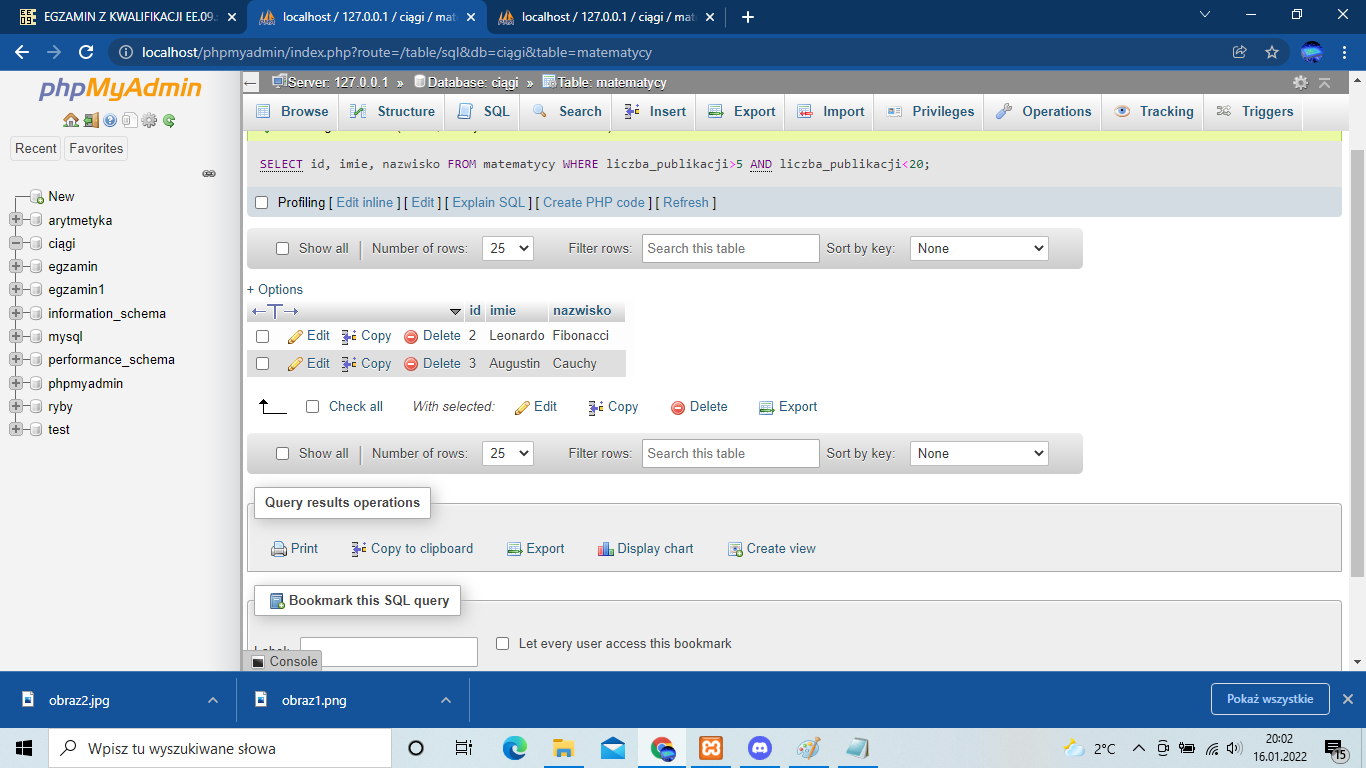 EGZAMIN Z KWALIFIKACJI EE.09
localhost / 127.0.0.1 / ciągi / mat
localhost / 127.0.0.1 / ciągi / mat
localhost/phpmyadmin/index.php?route=/table/sql&db=ciągi&table=matematycy
phpMyAdmin
Recent
Favorites
New
arytmetyka
ciągi
egzamin
egzamin1
information_schema
mysql
performance_schema
phpmyadmin
ryby
test
Server: 127.0.0.1 » Database: ciągi » Table: matematycy
Browse Structure SQL Search Insert Export Import Privileges Operations Tracking Triggers
SELECT id, imie, nazwisko FROM matematycy WHERE liczba_publikacji>5 AND liczba_publikacji<20;
Profiling [ Edit inline ] [ Edit ] [ Explain SQL ] [ Create PHP code ] [ Refresh ]
Show all | Number of rows: 25 Filter rows: Search this table Sort by key: None
+ Options
←T→ id imie nazwisko
Edit Copy Delete 2 Leonardo Fibonacci
Edit Copy Delete 3 Augustin Cauchy
Check all With selected: Edit Copy Delete Export
Show all | Number of rows: 25 Filter rows: Search this table Sort by key: None
Query results operations
Print Copy to clipboard Export Display chart Create view
Bookmark this SQL query
Let every user access this bookmark
Console
obraz2.jpg
obraz1.png
Pokaż wszystkie
Wpisz tu wyszukiwane słowa
2°C
20:02
16.01.2022
15